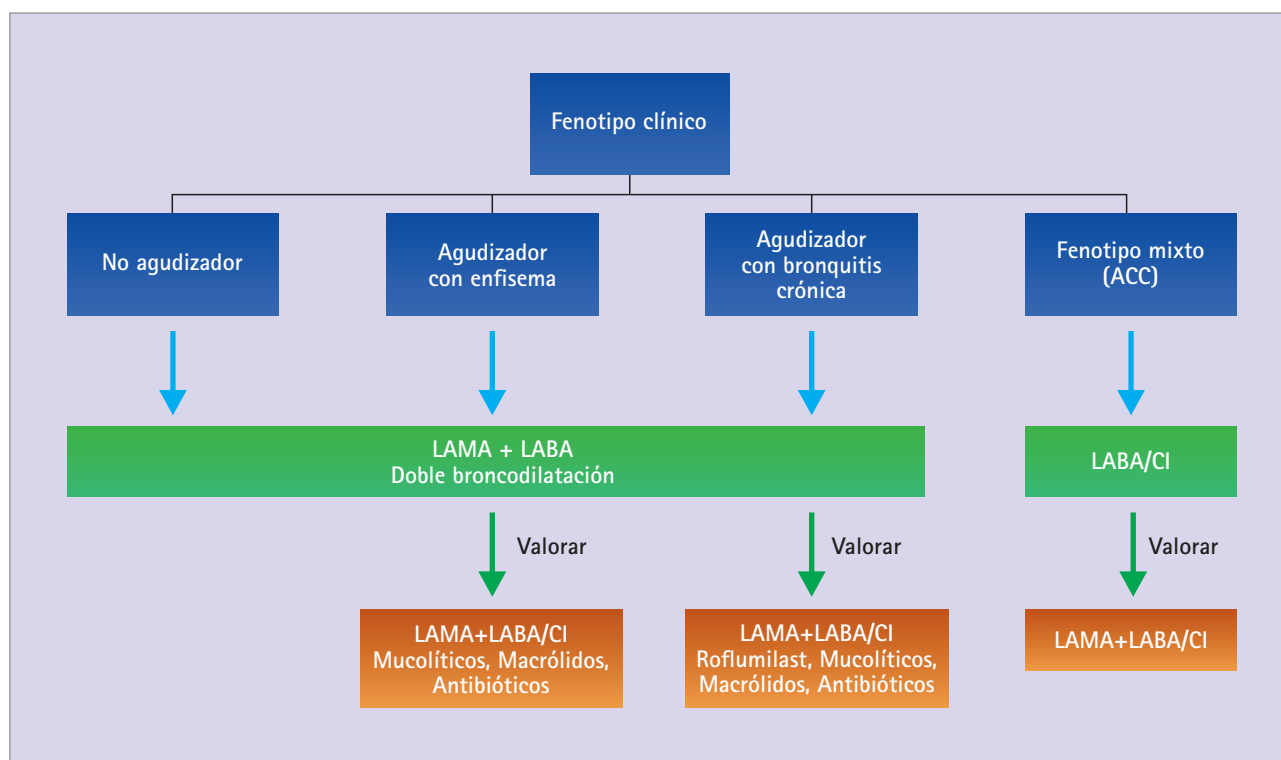 Fenotipo clínico
No agudizador
Agudizador
con enfisema
Agudizador
con bronquitis
crónica
Fenotipo mixto
(ACC)
LAMA + LABA
Doble broncodilatación
LABA/CI
Valorar
Valorar
Valorar
LAMA+LABA/CI
Mucolíticos, Macrólidos,
Antibióticos
LAMA+LABA/CI
Roflumilast, Mucolíticos,
Macrólidos, Antibióticos
LAMA+LABA/CI